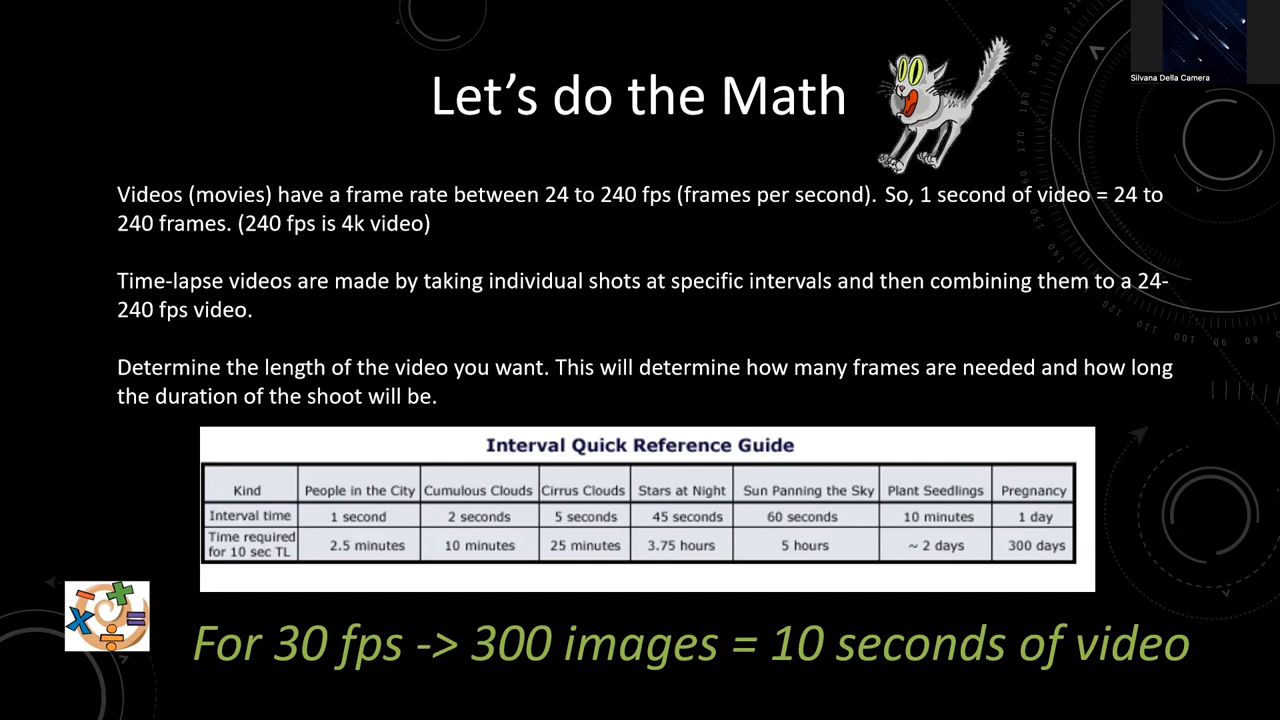 Silvana Della Camera
Let's do the Math
Videos (movies) have a frame rate between 24 to 240 fps (frames per second). So, 1 second of video = 24 to
240 frames. (240 fps is 4k video)
Time-lapse videos are made by taking individual shots at specific intervals and then combining them to a 24-
240 fps video.
Determine the length of the video you want. This will determine how many frames are needed and how long
the duration of the shoot will be.
Interval Quick Reference Guide
Kind People in the City Cumulous Clouds Cirrus Clouds Stars at Night Sun Panning the Sky Plant Seedlings Pregnancy
Interval time 1 second 2 seconds 5 seconds 45 seconds 60 seconds 10 minutes 1 day
Time required
for 10 sec TL 2.5 minutes 10 minutes 25 minutes 3.75 hours 5 hours ~ 2 days 300 days
For 30 fps -> 300 images = 10 seconds of video